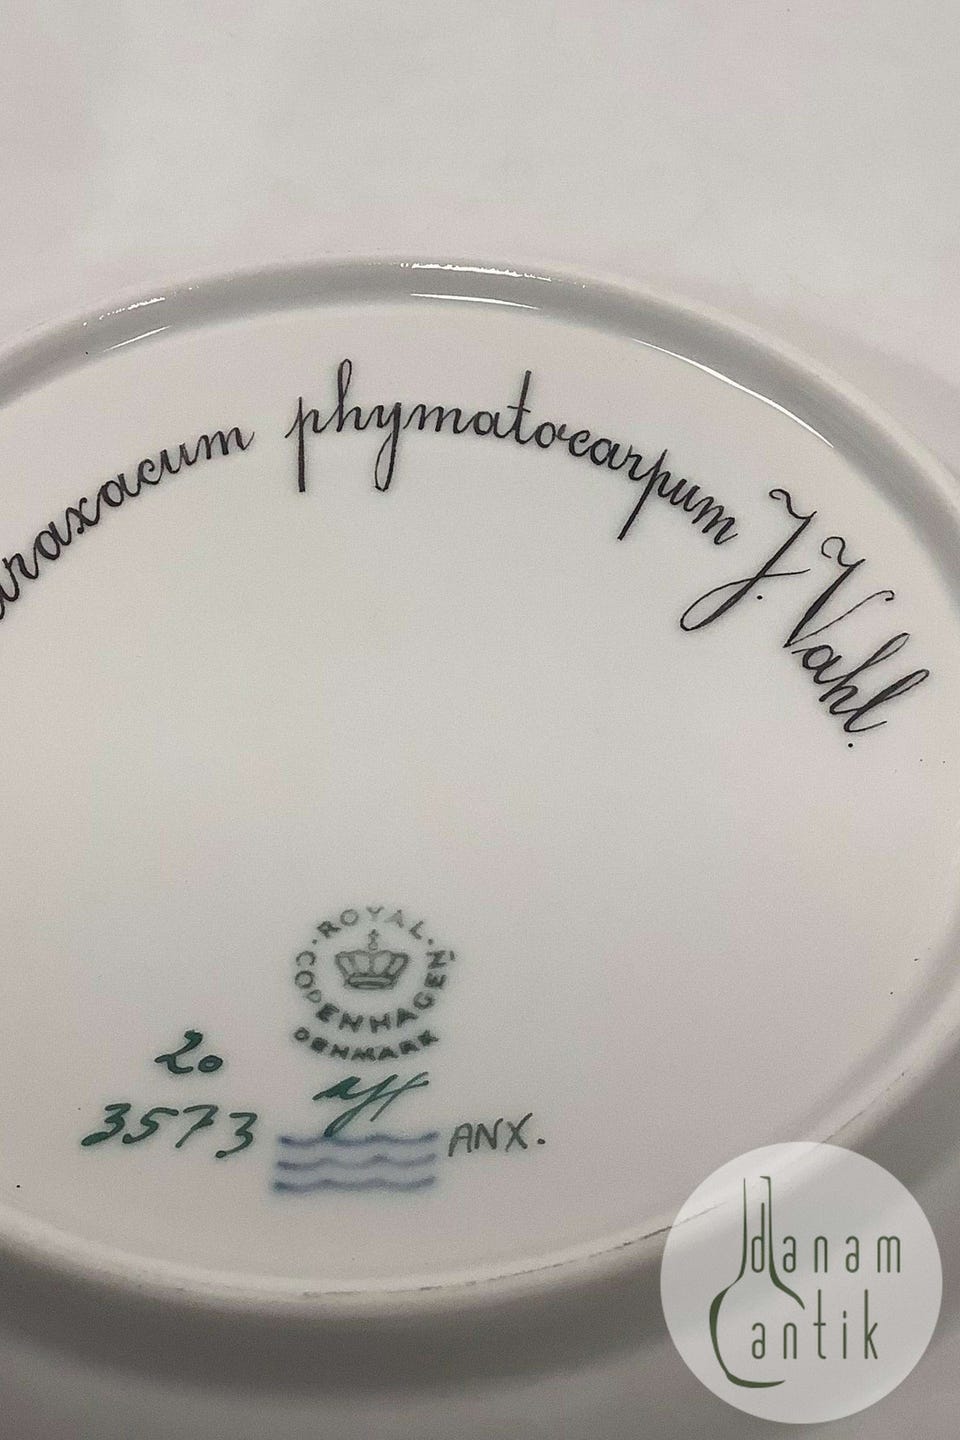 araxacum phymatocarpum J. Vahl.
ROYAL
COPENHAGEN
DENMARK
20
3573
ANX.
danam
antik